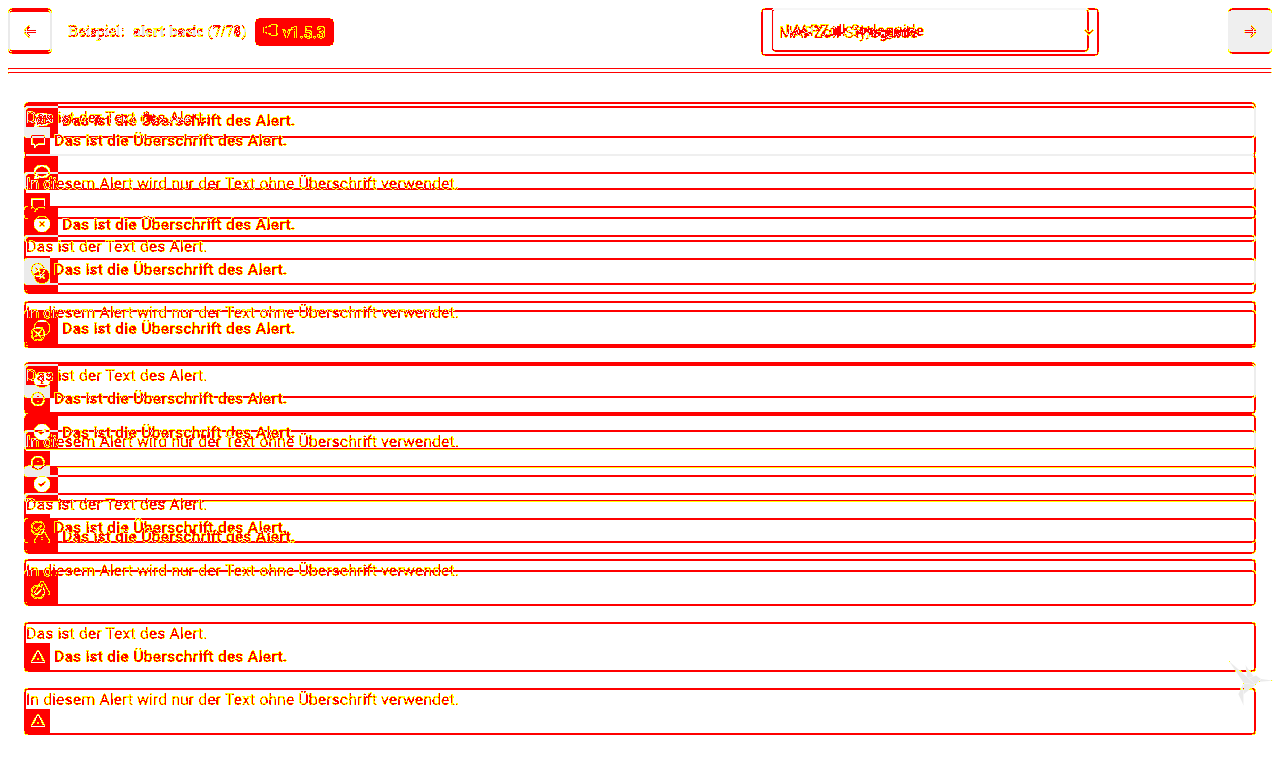 Beispiel: alert basic (7/78) v1.5.3
Das ist der Text des Alert.
Das ist die Überschrift des Alert.
Das ist die Überschrift des Alert.
In diesem Alert wird nur der Text ohne Überschrift verwendet.
Das ist die Überschrift des Alert.
Das ist der Text des Alert.
Das ist die Überschrift des Alert.
In diesem Alert wird nur der Text ohne Überschrift verwendet.
Das ist die Überschrift des Alert.
Das ist der Text des Alert.
Das ist die Überschrift des Alert.
Das ist die Überschrift des Alert.
In diesem Alert wird nur der Text ohne Überschrift verwendet.
Das ist der Text des Alert.
Das ist die Überschrift des Alert.
Das ist die Überschrift des Alert.
In diesem Alert wird nur der Text ohne Überschrift verwendet.
Das ist der Text des Alert.
Das ist die Überschrift des Alert.
In diesem Alert wird nur der Text ohne Überschrift verwendet.